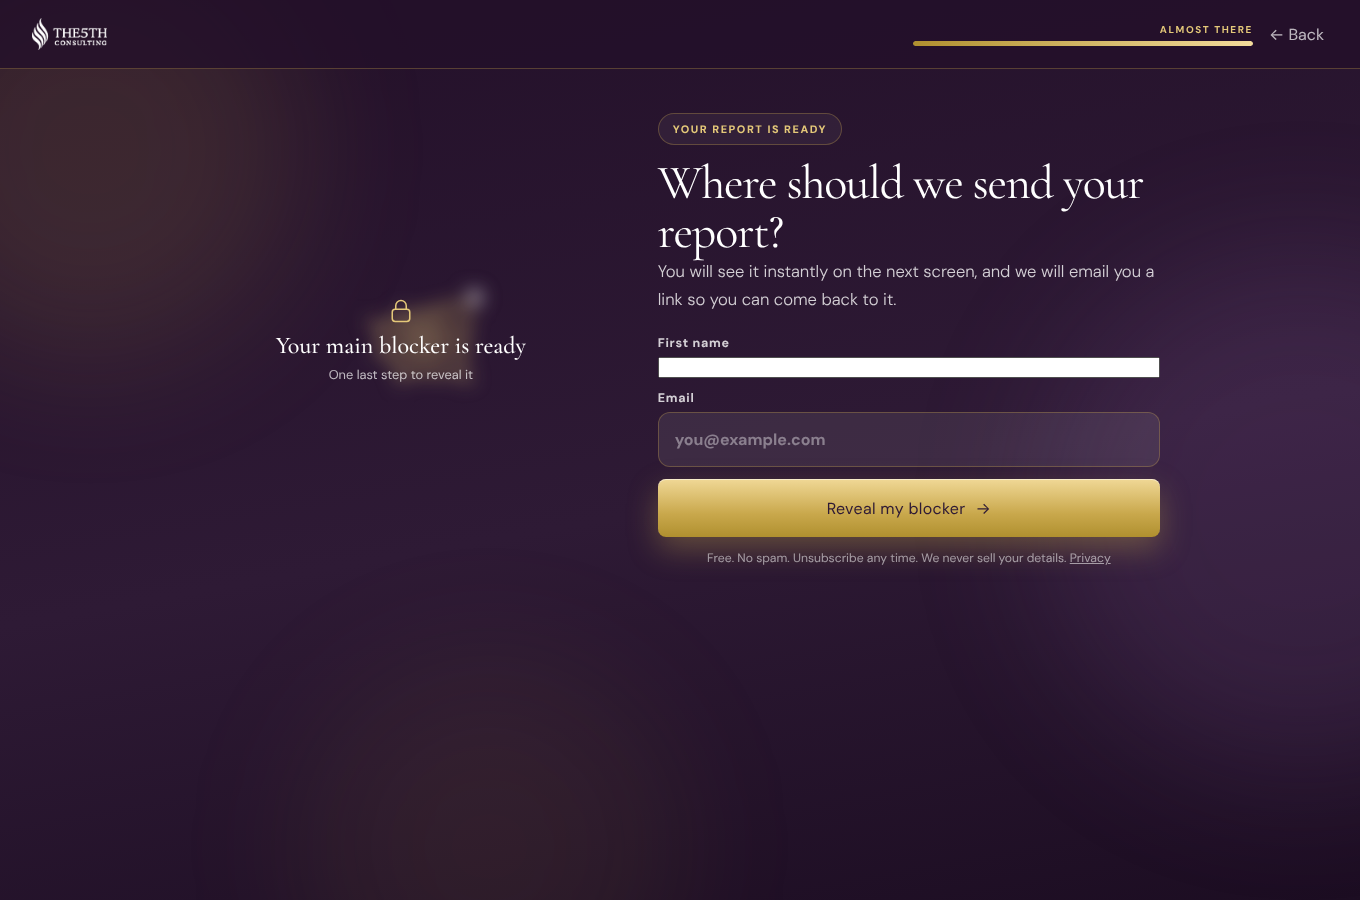 THE5TH
CONSULTING
ALMOST THERE
← Back
YOUR REPORT IS READY
Where should we send your
report?
You will see it instantly on the next screen, and we will email you a
link so you can come back to it.
Your main blocker is ready
One last step to reveal it
First name
Email
you@example.com
Reveal my blocker →
Free. No spam. Unsubscribe any time. We never sell your details. Privacy